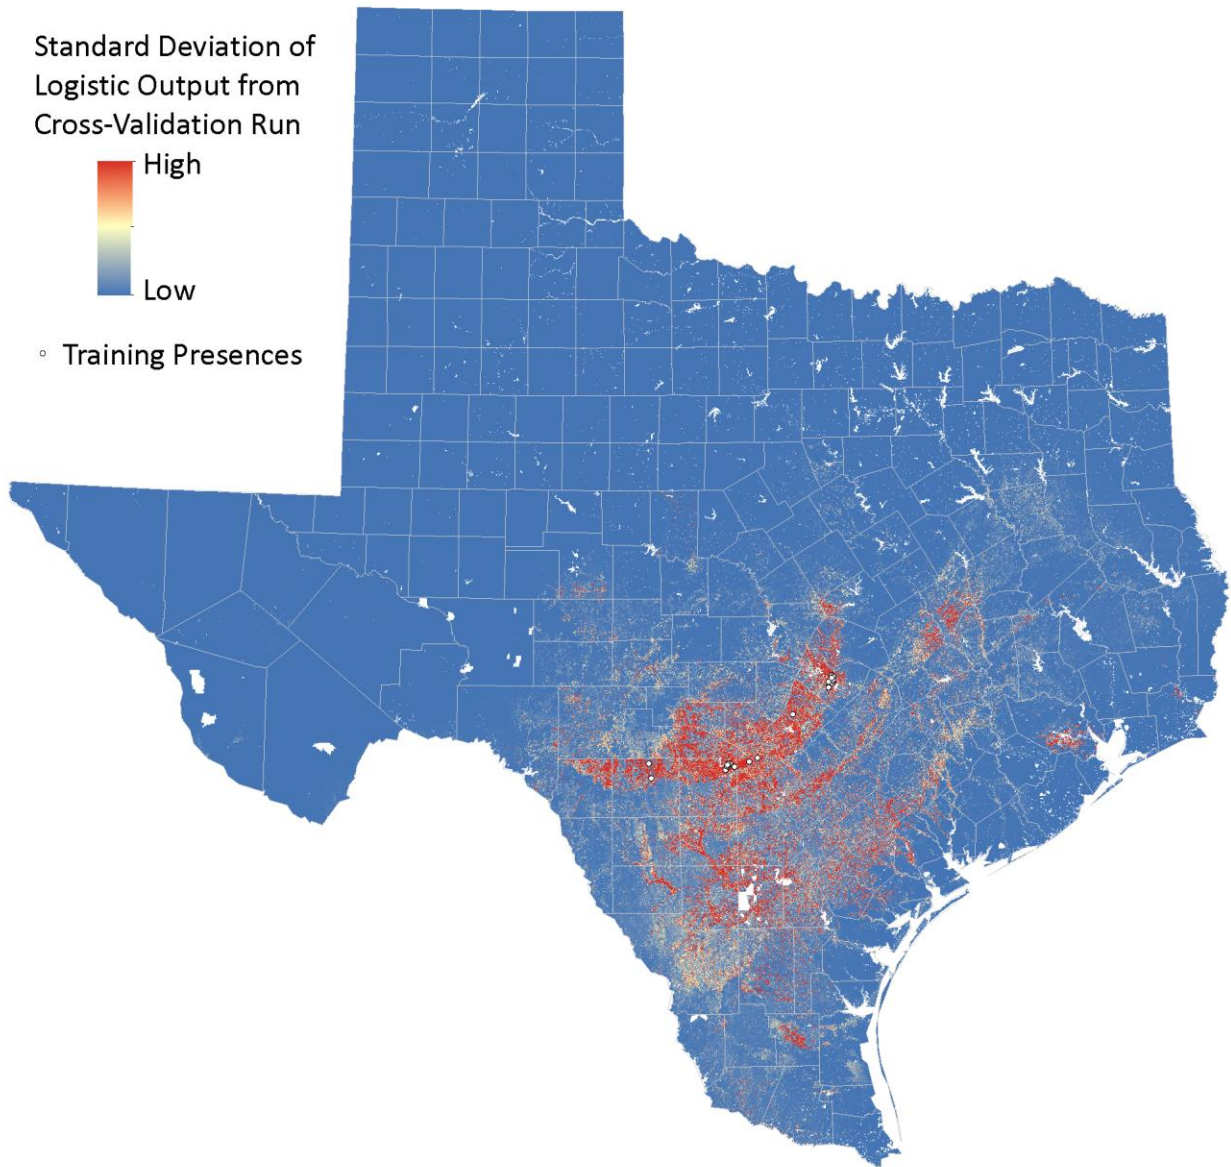 Standard Deviation of
Logistic Output from
Cross-Validation Run
High
Low
Training Presences